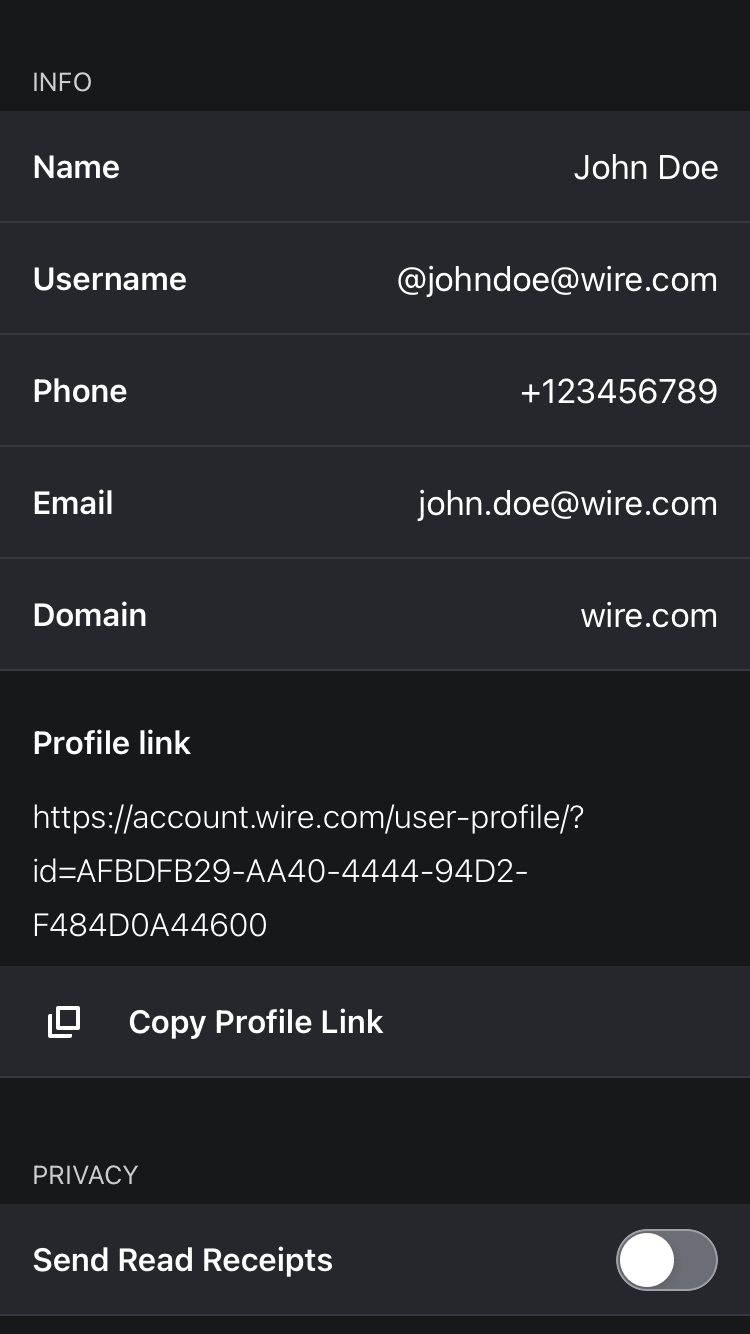 INFO
Name John Doe
Username @johndoe@wire.com
Phone +123456789
Email john.doe@wire.com
Domain wire.com
Profile link
https://account.wire.com/user-profile/?
id=AFBDFB29-AA40-4444-94D2-
F484D0A44600
Copy Profile Link
PRIVACY
Send Read Receipts